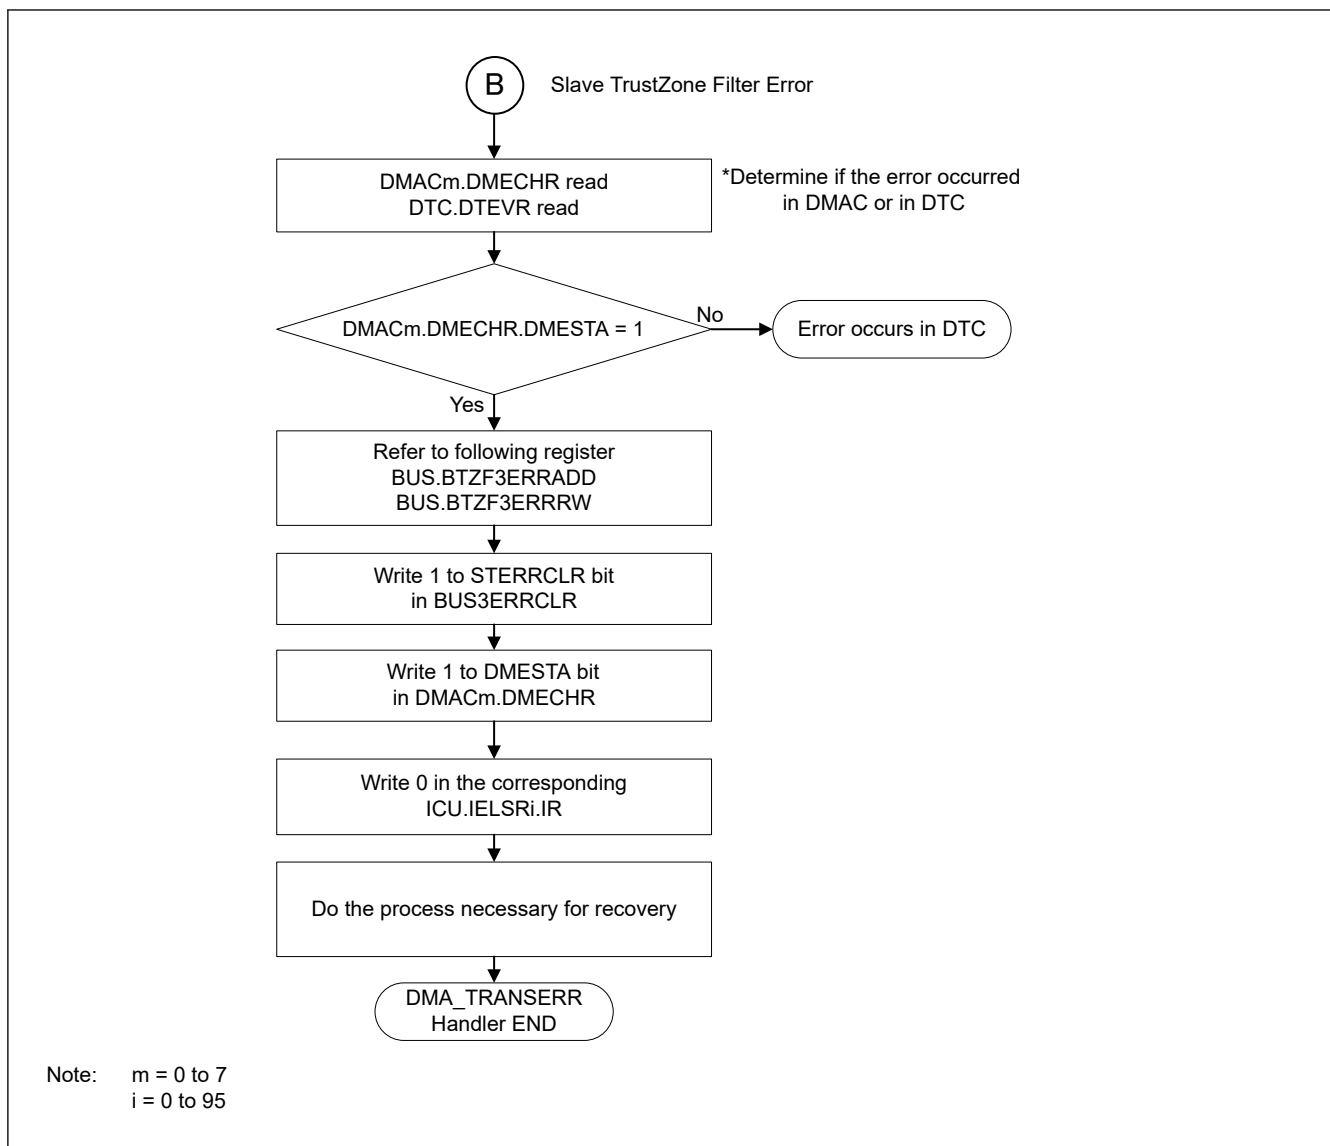 B
Slave TrustZone Filter Error
DMACm.DMECHR read
DTC.DTEVR read
*Determine if the error occurred
in DMAC or in DTC
DMACm.DMECHR.DMESTA = 1
No
Error occurs in DTC
Yes
Refer to following register
BUS.BTZF3ERRADD
BUS.BTZF3ERRRW
Write 1 to STERRCLR bit
in BUS3ERRCLR
Write 1 to DMESTA bit
in DMACm.DMECHR
Write 0 in the corresponding
ICU.IELSRi.IR
Do the process necessary for recovery
DMA_TRANSERR
Handler END
Note: m = 0 to 7
i = 0 to 95